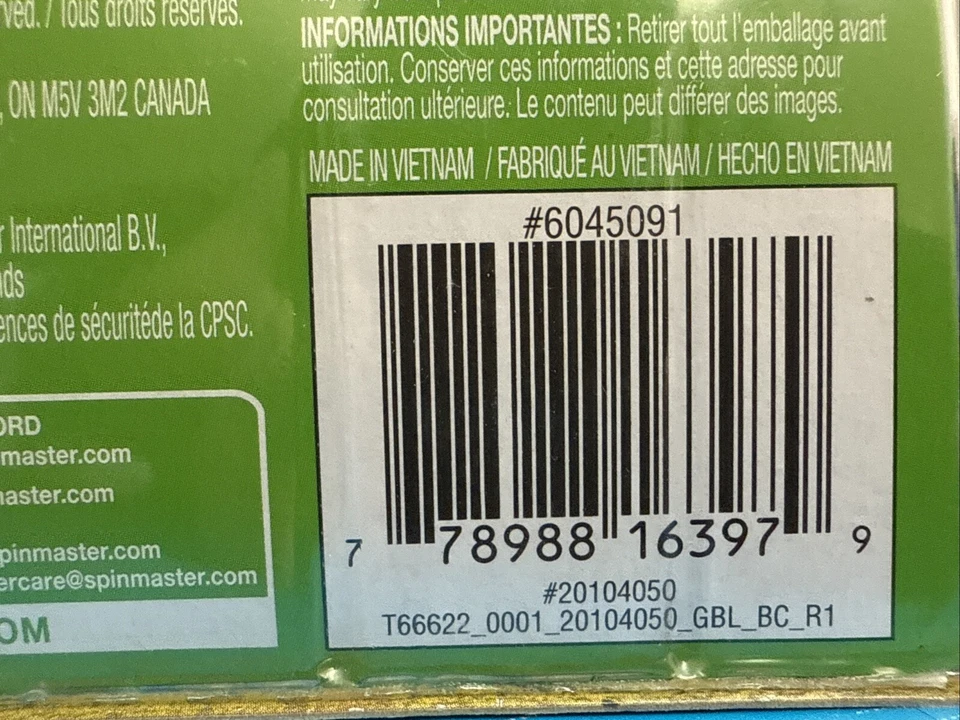 ved. / Tous droits réservés.
, ON M5V 3M2 CANADA
r International B.V.,
nds
ences de sécuritéde la CPSC.
ORD
master.com
naster.com
pinmaster.com
ercare@spinmaster.com
OM
INFORMATIONS IMPORTANTES : Retirer tout l'emballage avant
utilisation. Conserver ces informations et cette adresse pour
consultation ultérieure. Le contenu peut différer des images.
MADE IN VIETNAM / FABRIQUÉ AU VIETNAM / HECHO EN VIETNAM
#6045091
7 78988 16397 9
#20104050
T66622_0001_20104050_GBL_BC_R1